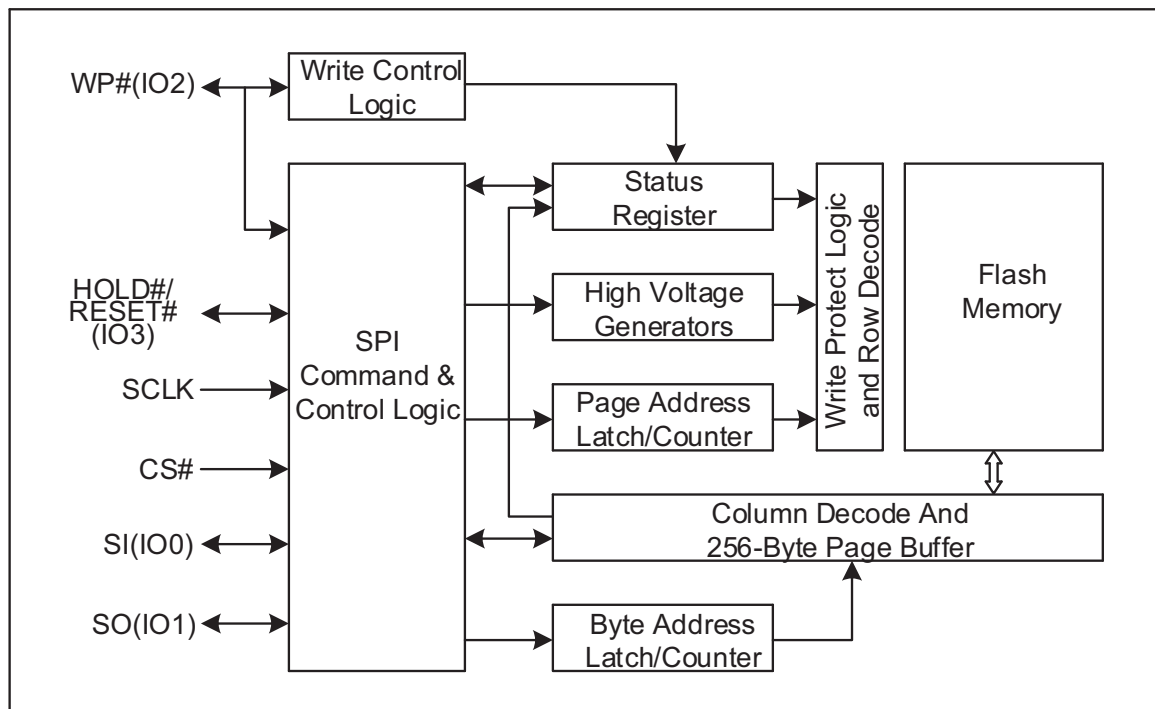 WP#(IO2)
Write Control
Logic
Status
Register
Write Protect Logic
and Row Decode
Flash
Memory
HOLD#/
RESET#
(IO3)
High Voltage
Generators
SPI
Command &
Control Logic
SCLK
Page Address
Latch/Counter
CS#
Column Decode And
256-Byte Page Buffer
SI(IO0)
SO(IO1)
Byte Address
Latch/Counter